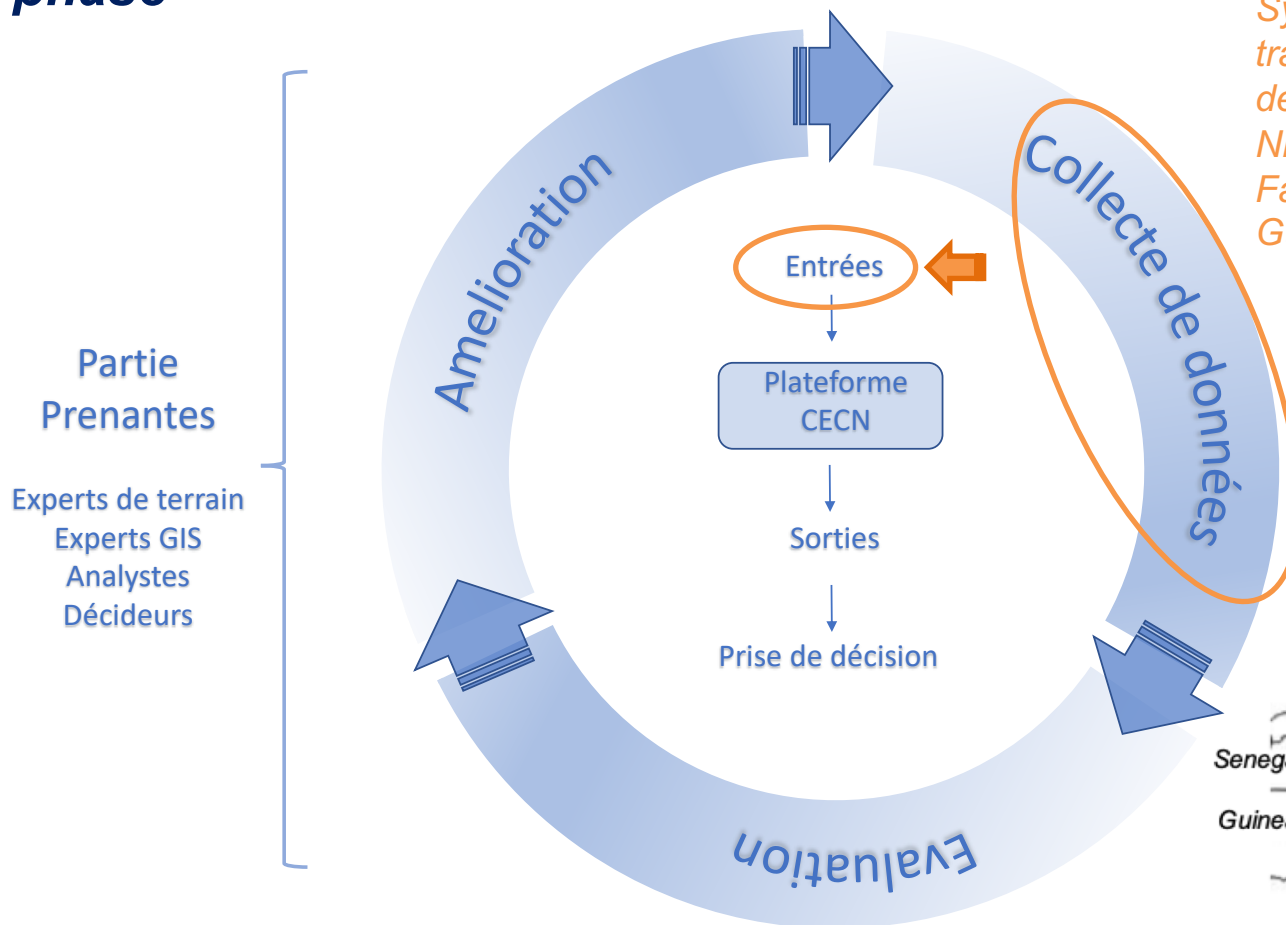 phase
Amelioration
Collecte de données
Evaluation
Entrées
Plateforme
CECN
Sorties
Prise de décision
Partie
Prenantes
Experts de terrain
Experts GIS
Analystes
Décideurs